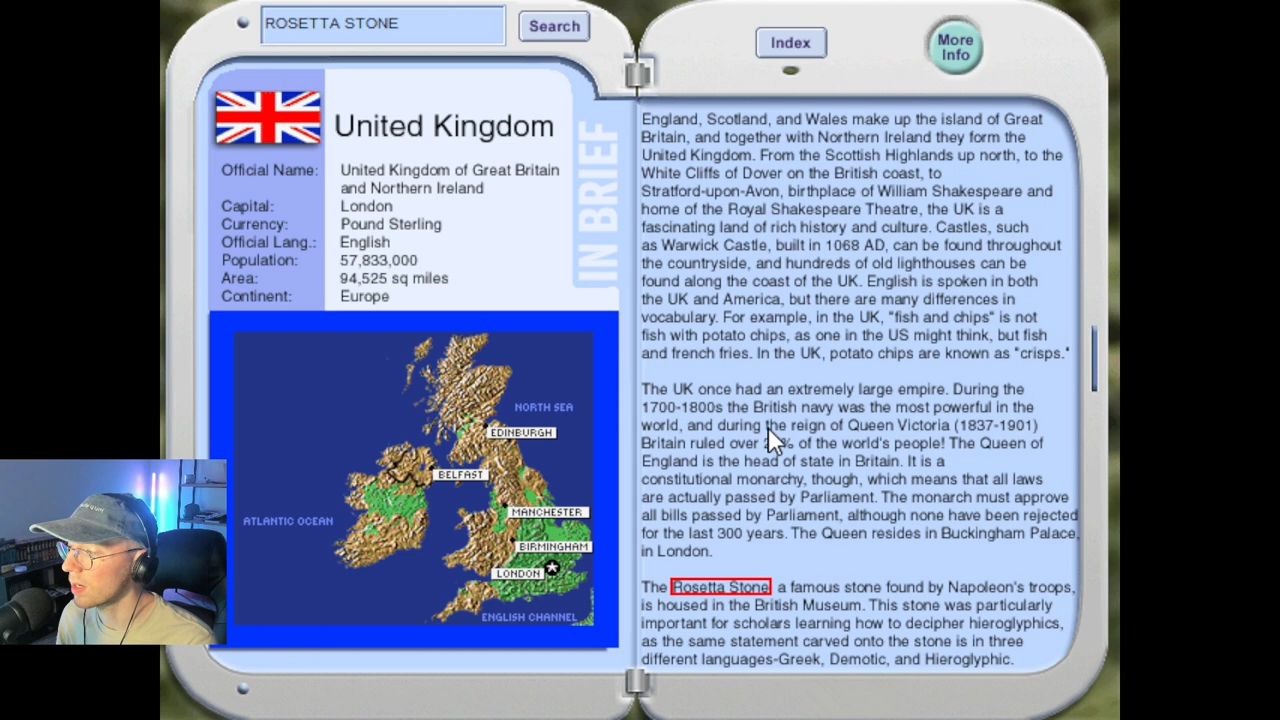 ROSETTA STONE
Search
Index
More
Info
United Kingdom
IN BRIEF
Official Name: United Kingdom of Great Britain
and Northern Ireland
Capital: London
Currency: Pound Sterling
Official Lang.: English
Population: 57,833,000
Area: 94,525 sq miles
Continent: Europe
NORTH SEA
EDINBURGH
BELFAST
MANCHESTER
ATLANTIC OCEAN
BIRMINGHAM
LONDON
ENGLISH CHANNEL
England, Scotland, and Wales make up the island of Great
Britain, and together with Northern Ireland they form the
United Kingdom. From the Scottish Highlands up north, to the
White Cliffs of Dover on the British coast, to
Stratford-upon-Avon, birthplace of William Shakespeare and
home of the Royal Shakespeare Theatre, the UK is a
fascinating land of rich history and culture. Castles, such
as Warwick Castle, built in 1068 AD, can be found throughout
the countryside, and hundreds of old lighthouses can be
found along the coast of the UK. English is spoken in both
the UK and America, but there are many differences in
vocabulary. For example, in the UK, "fish and chips" is not
fish with potato chips, as one in the US might think, but fish
and french fries. In the UK, potato chips are known as "crisps."
The UK once had an extremely large empire. During the
1700-1800s the British navy was the most powerful in the
world, and during the reign of Queen Victoria (1837-1901)
Britain ruled over of the world's people! The Queen of
England is the head of state in Britain. It is a
constitutional monarchy, though, which means that all laws
are actually passed by Parliament. The monarch must approve
all bills passed by Parliament, although none have been rejected
for the last 300 years. The Queen resides in Buckingham Palace,
in London.
The Rosetta Stone, a famous stone found by Napoleon's troops,
is housed in the British Museum. This stone was particularly
important for scholars learning how to decipher hieroglyphics,
as the same statement carved onto the stone is in three
different languages-Greek, Demotic, and Hieroglyphic.